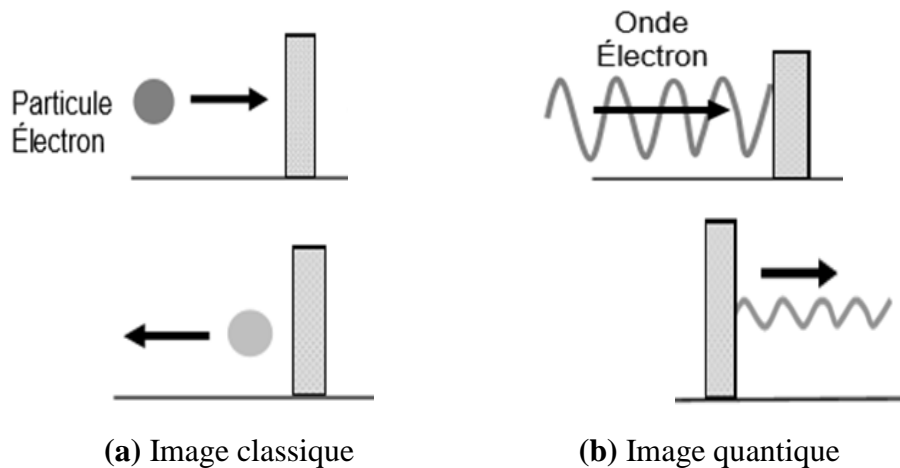 Particule
Électron
Onde
Électron
(a) Image classique
(b) Image quantique